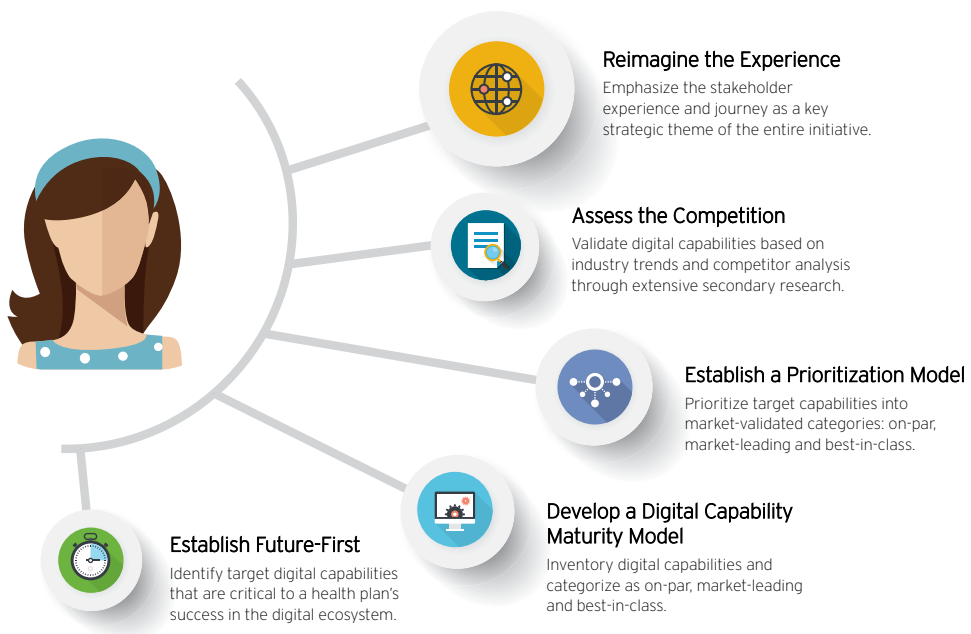 Reimagine the Experience
Emphasize the stakeholder
experience and journey as a key
strategic theme of the entire initiative.
Assess the Competition
Validate digital capabilities based on
industry trends and competitor analysis
through extensive secondary research.
Establish a Prioritization Model
Prioritize target capabilities into
market-validated categories: on-par,
market-leading and best-in-class.
Develop a Digital Capability
Maturity Model
Inventory digital capabilities and
categorize as on-par, market-leading
and best-in-class.
Establish Future-First
Identify target digital capabilities
that are critical to a health plan’s
success in the digital ecosystem.